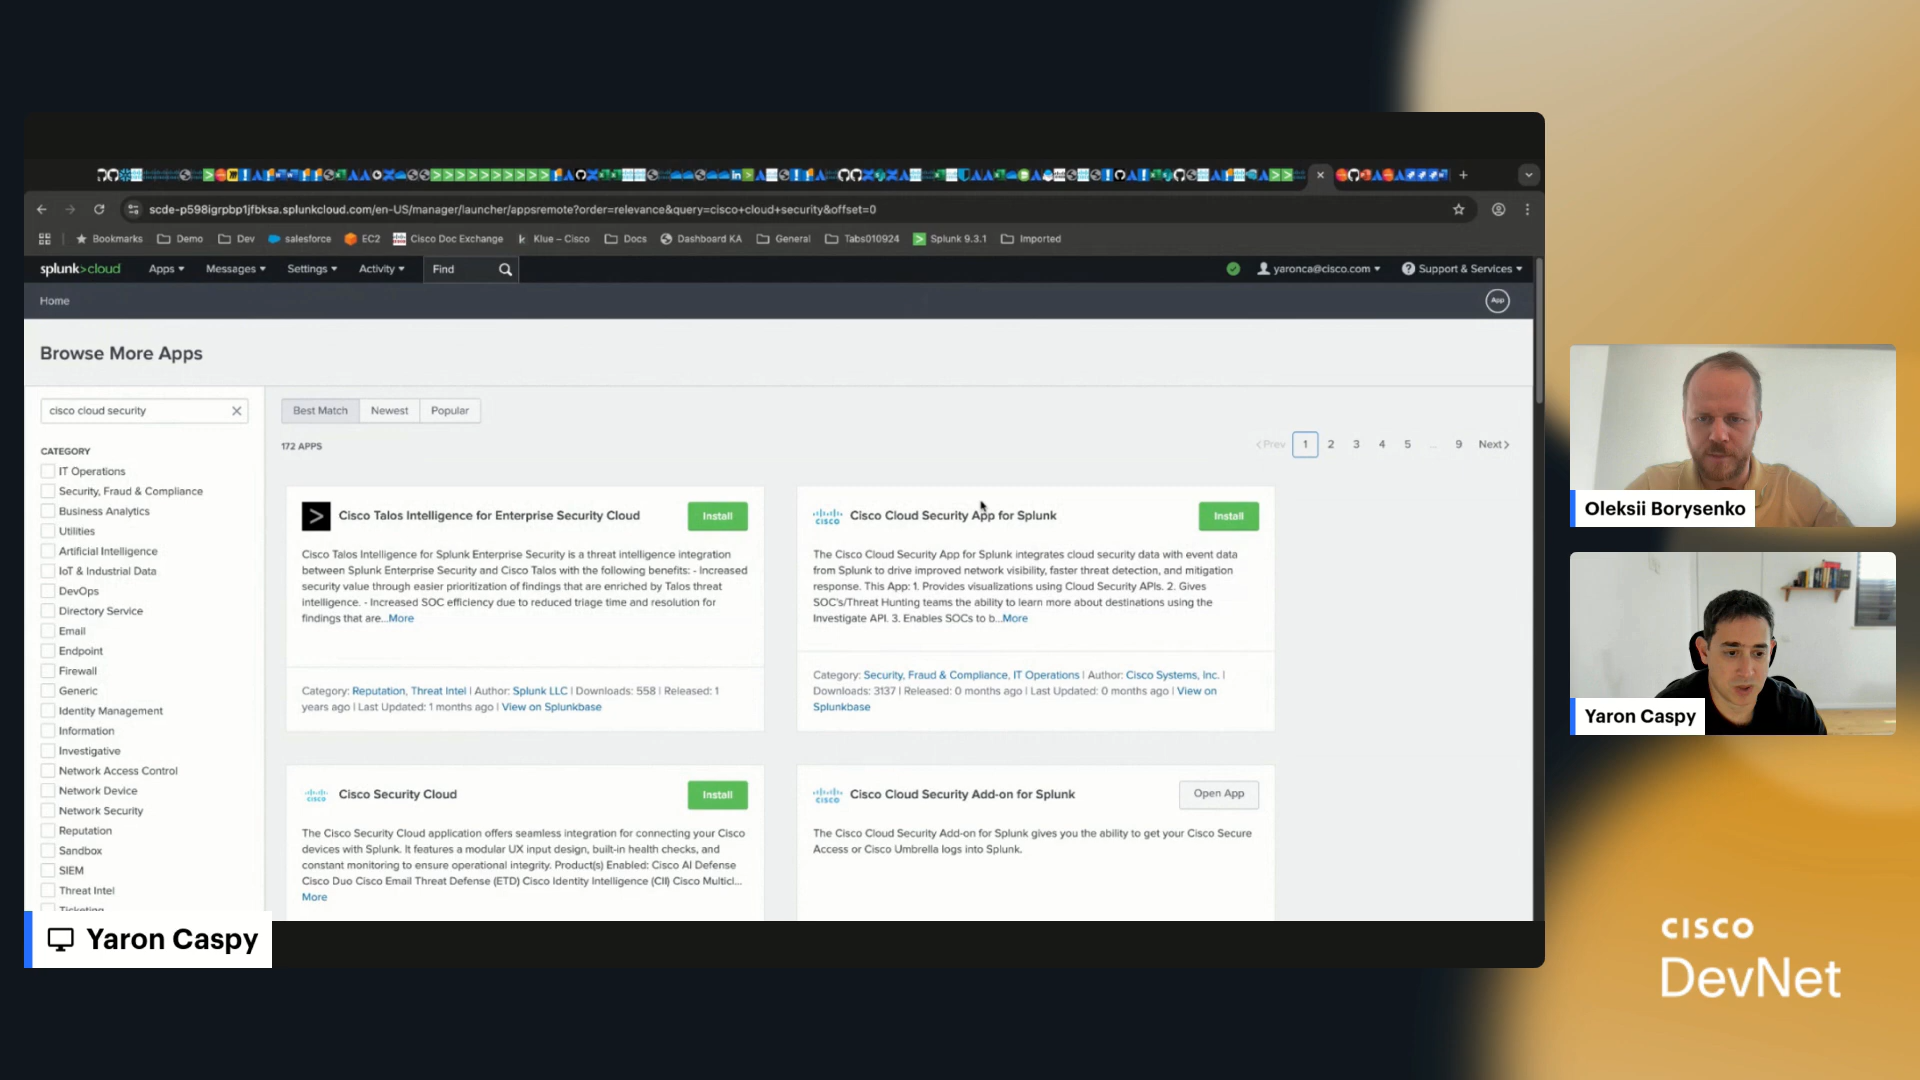 scde-p598igrpbp1jfbksa.splunkcloud.com/en-US/manager/launcher/appsremote?order=relevance&query=cisco+cloud+security&offset=0
Bookmarks Demo Dev salesforce EC2 Cisco Doc Exchange Klue – Cisco Docs Dashboard KA General Tabs010924 Splunk 9.3.1 Imported
splunk>cloud Apps Messages Settings Activity Find yaronca@cisco.com Support & Services
Home App
Browse More Apps
cisco cloud security
Best Match Newest Popular
172 APPS
<Prev 1 2 3 4 5 ... 9 Next>
CATEGORY
IT Operations
Security, Fraud & Compliance
Business Analytics
Utilities
Artificial Intelligence
IoT & Industrial Data
DevOps
Directory Service
Email
Endpoint
Firewall
Generic
Identity Management
Information
Investigative
Network Access Control
Network Device
Network Security
Reputation
Sandbox
SIEM
Threat Intel
Ticketing
Cisco Talos Intelligence for Enterprise Security Cloud
Install
Cisco Talos Intelligence for Splunk Enterprise Security is a threat intelligence integration
between Splunk Enterprise Security and Cisco Talos with the following benefits: - Increased
security value through easier prioritization of findings that are enriched by Talos threat
intelligence. - Increased SOC efficiency due to reduced triage time and resolution for
findings that are...More
Category: Reputation, Threat Intel | Author: Splunk LLC | Downloads: 558 | Released: 1
years ago | Last Updated: 1 months ago | View on Splunkbase
CISCO
Cisco Cloud Security App for Splunk
Install
The Cisco Cloud Security App for Splunk integrates cloud security data with event data
from Splunk to drive improved network visibility, faster threat detection, and mitigation
response. This App: 1. Provides visualizations using Cloud Security APIs. 2. Gives
SOC's/Threat Hunting teams the ability to learn more about destinations using the
Investigate API. 3. Enables SOCs to b...More
Category: Security, Fraud & Compliance, IT Operations | Author: Cisco Systems, Inc. |
Downloads: 3137 | Released: 0 months ago | Last Updated: 0 months ago | View on
Splunkbase
CISCO
Cisco Security Cloud
Install
The Cisco Security Cloud application offers seamless integration for connecting your Cisco
devices with Splunk. It features a modular UX input design, built-in health checks, and
constant monitoring to ensure operational integrity. Product(s) Enabled: Cisco AI Defense
Cisco Duo Cisco Email Threat Defense (ETD) Cisco Identity Intelligence (CII) Cisco Multicl...
More
CISCO
Cisco Cloud Security Add-on for Splunk
Open App
The Cisco Cloud Security Add-on for Splunk gives you the ability to get your Cisco Secure
Access or Cisco Umbrella logs into Splunk.
Yaron Caspy
Oleksii Borysenko
Yaron Caspy
CISCO
DevNet